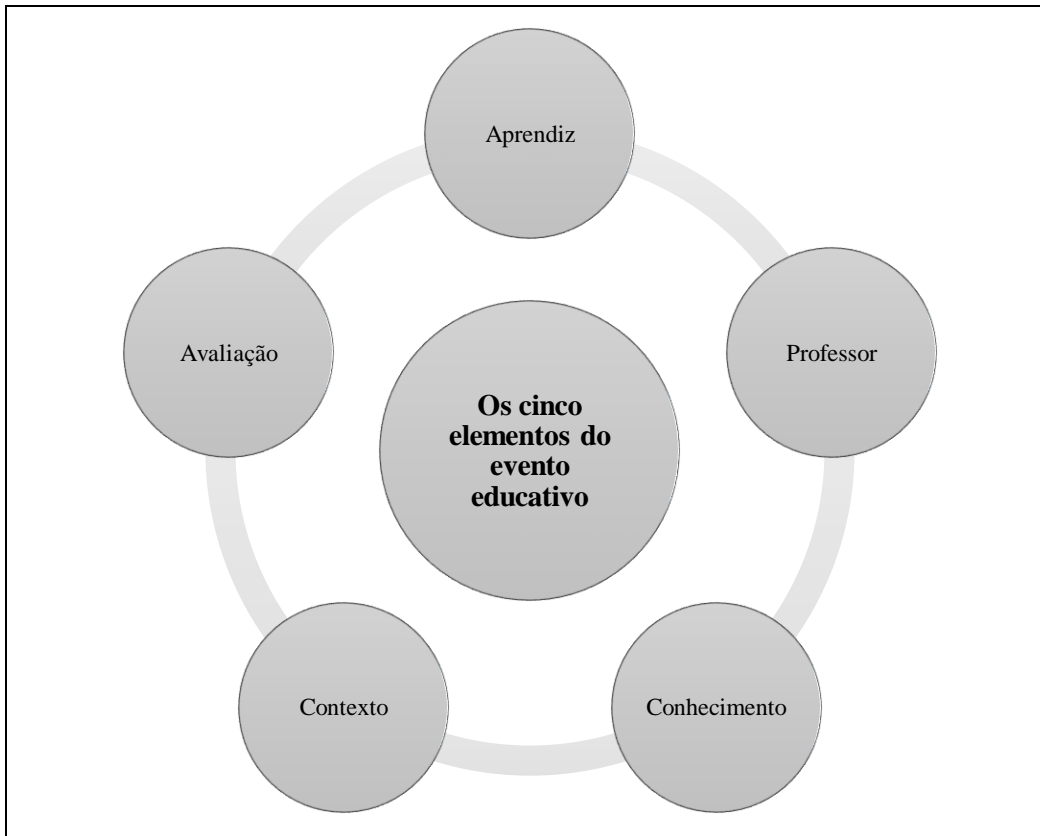 Aprendiz
Professor
Conhecimento
Contexto
Avaliação
Os cinco
elementos do
evento
educativo